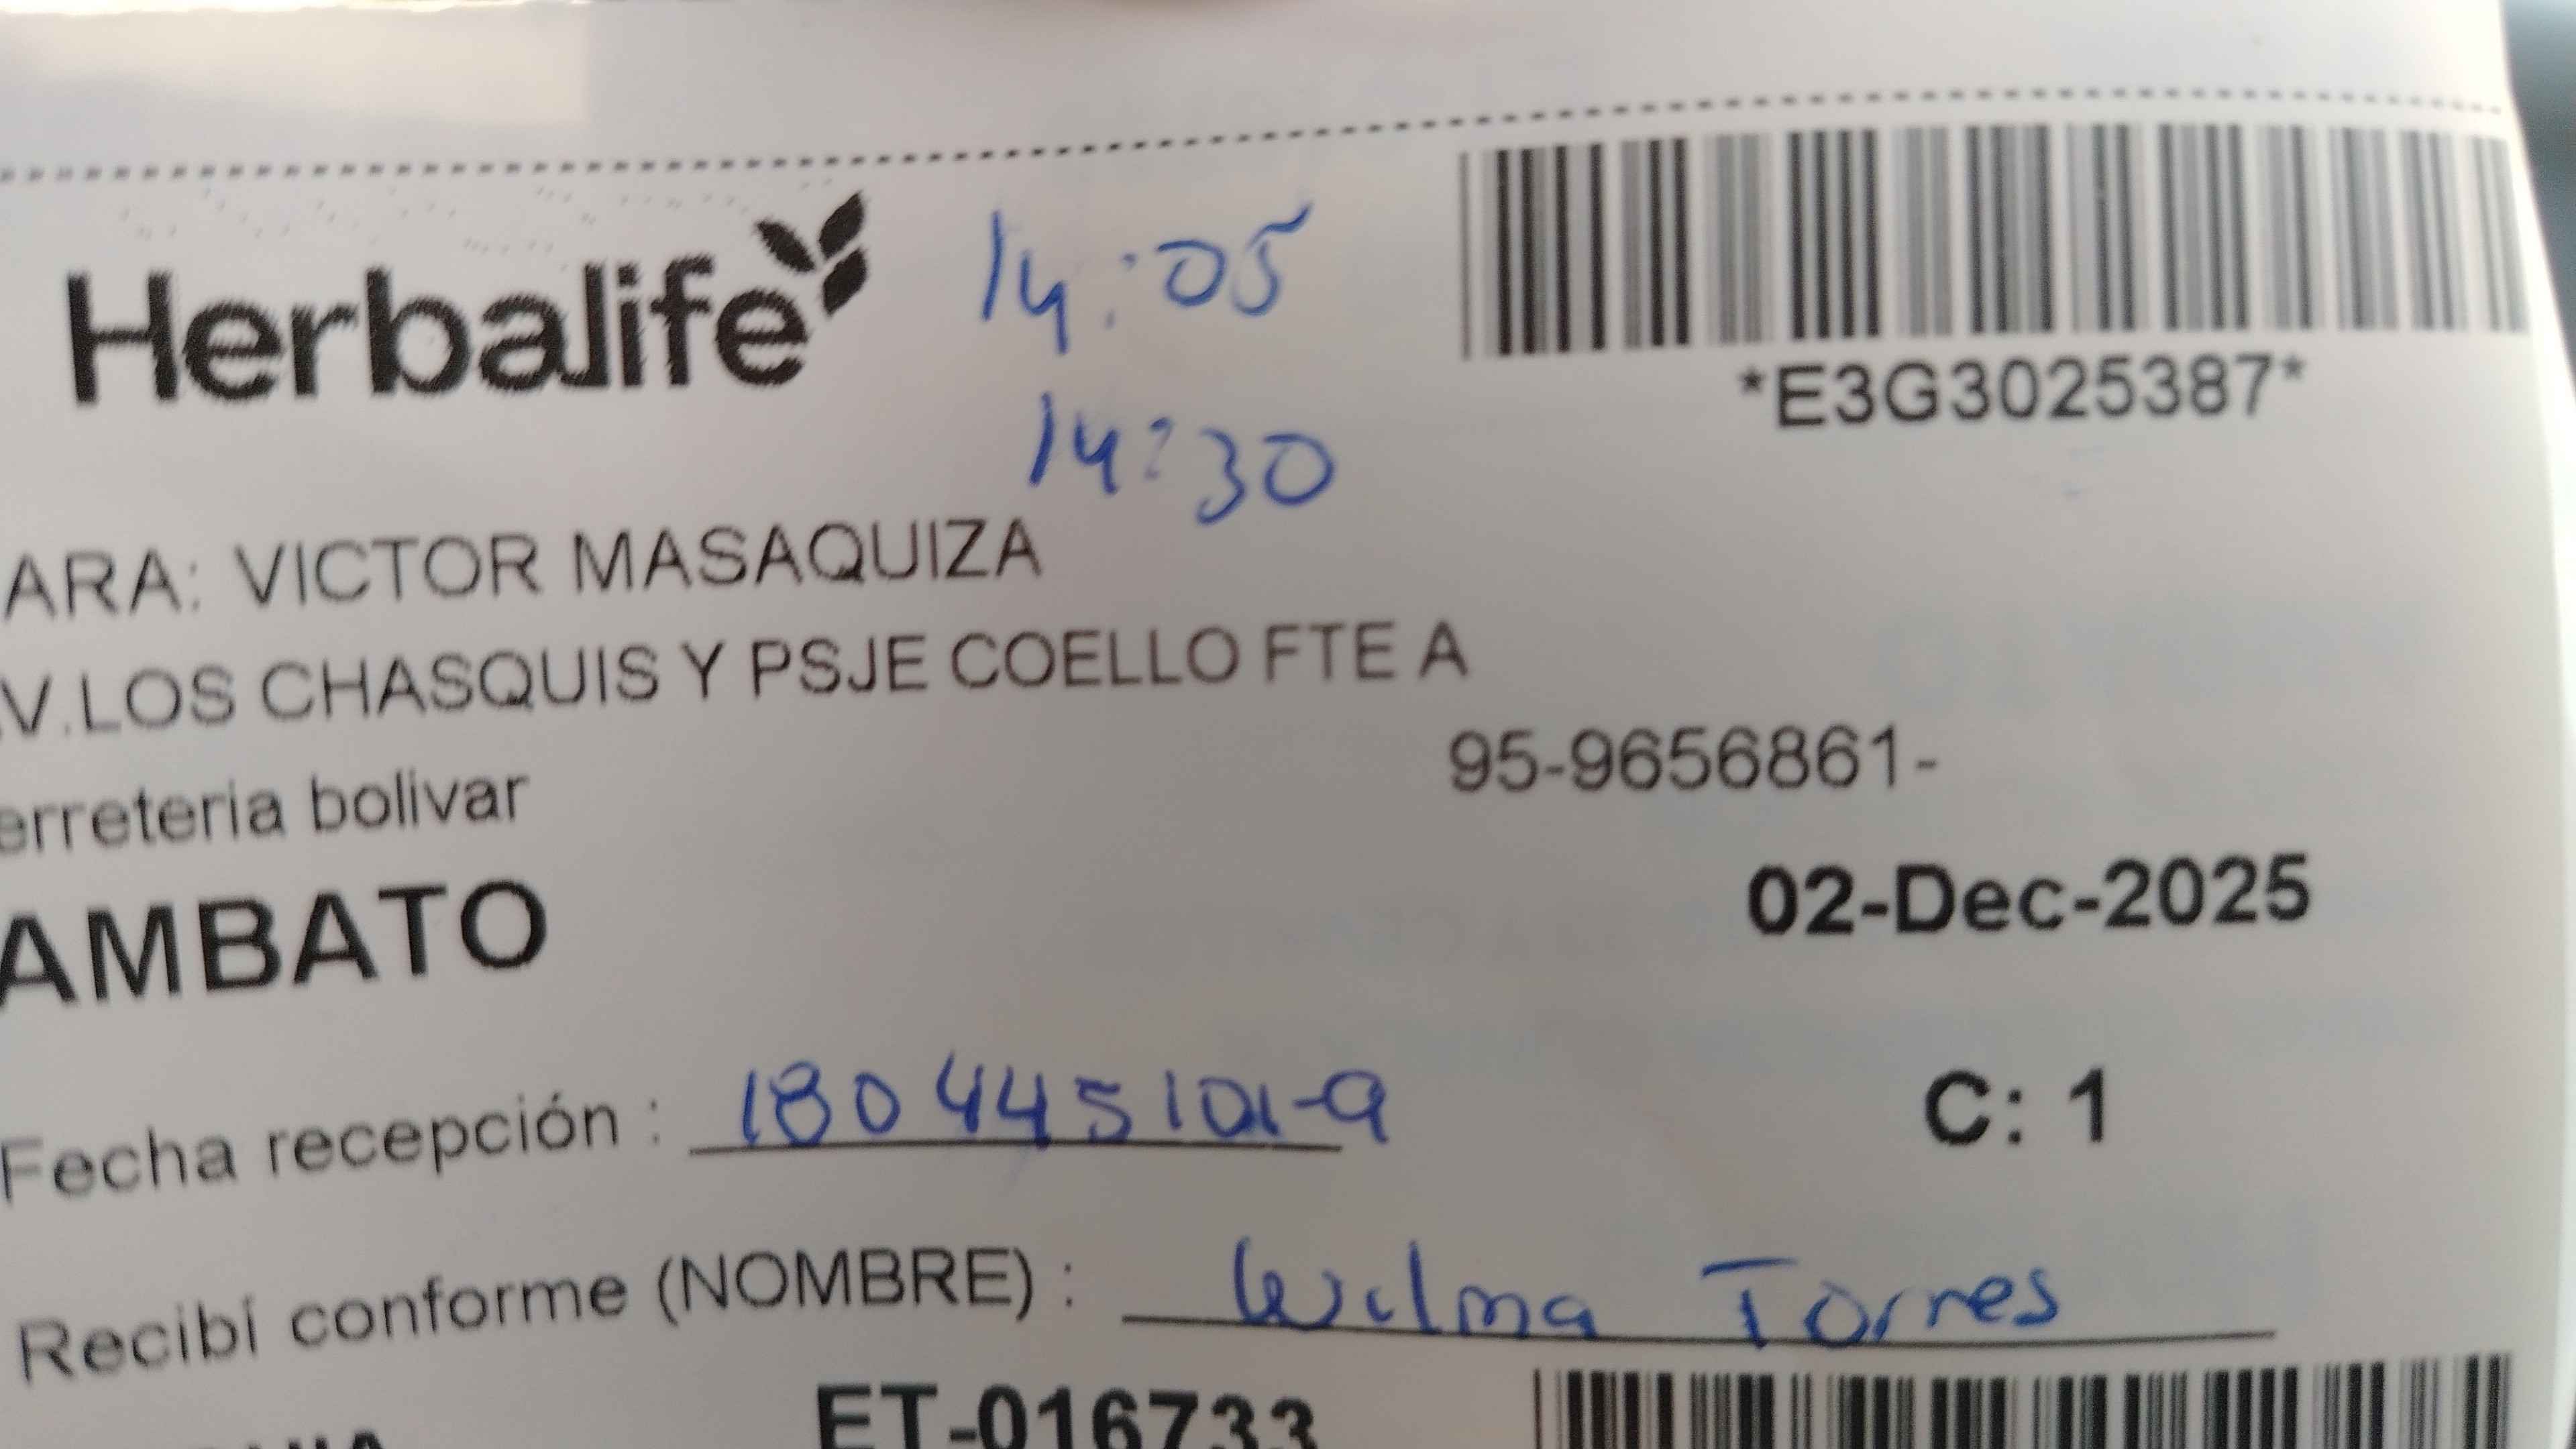 Herbalife
14:05
14:30
*E3G3025387*
ARA: VICTOR MASAQUIZA
V.LOS CHASQUIS Y PSJE COELLO FTE A
erreteria bolivar
95-9656861-
AMBATO
02-Dec-2025
Fecha recepción : 180445101-9
C: 1
Recibí conforme (NOMBRE) : Wilma Torres
ET-016733